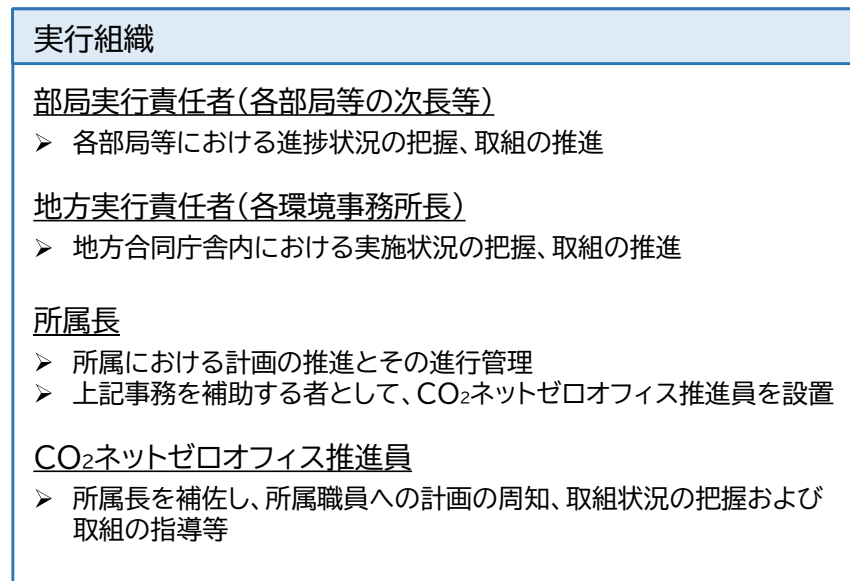 実行組織
部局実行責任者(各部局等の次長等)
➢ 各部局等における進捗状況の把握、取組の推進
地方実行責任者(各環境事務所長)
➢ 地方合同庁舎内における実施状況の把握、取組の推進
所属長
➢ 所属における計画の推進とその進行管理
➢ 上記事務を補助する者として、CO₂ネットゼロオフィス推進員を設置
CO₂ネットゼロオフィス推進員
➢ 所属長を補佐し、所属職員への計画の周知、取組状況の把握および
取組の指導等